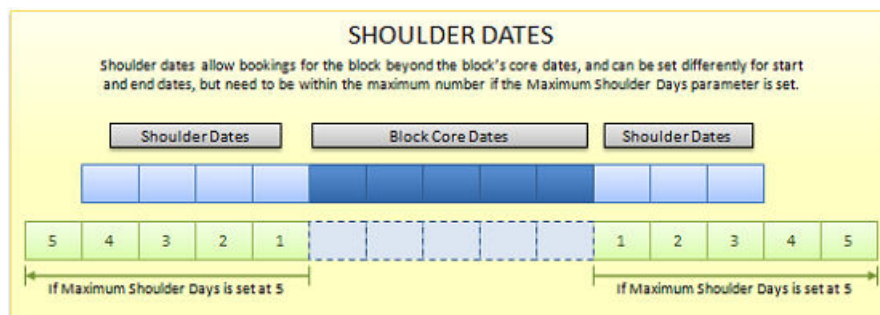 SHOULDER DATES
Shoulder dates allow bookings for the block beyond the block's core dates, and can be set differently for start
and end dates, but need to be within the maximum number if the Maximum Shoulder Days parameter is set.
Shoulder Dates Block Core Dates Shoulder Dates
5 4 3 2 1 1 2 3 4 5
If Maximum Shoulder Days is set at 5 If Maximum Shoulder Days is set at 5